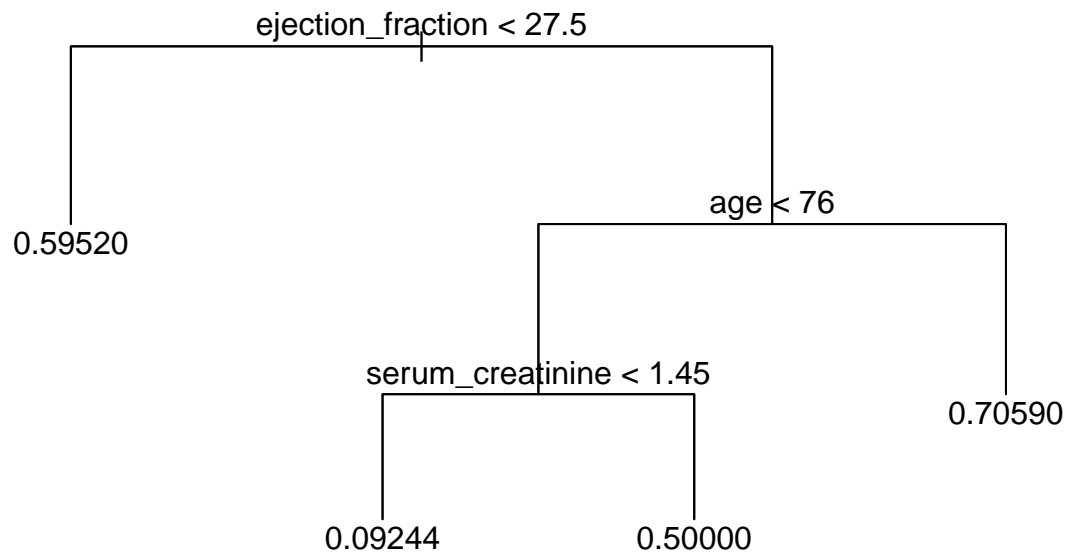 ejection_fraction < 27.5
age < 76
0.59520
serum_creatinine < 1.45
0.70590
0.09244
0.50000